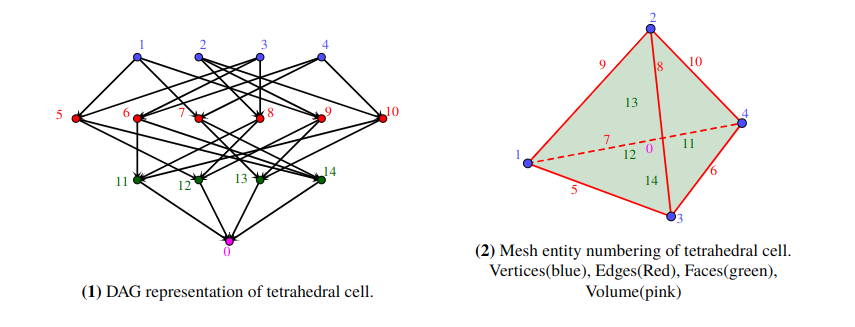 1 2 3 4
5 6 7 8 9 10
11 12 13 14
0
(1) DAG representation of tetrahedral cell.
2
9 8 10
13
4
7 12 0 11
1
14 6
5
3
(2) Mesh entity numbering of tetrahedral cell.
Vertices(blue), Edges(Red), Faces(green),
Volume(pink)